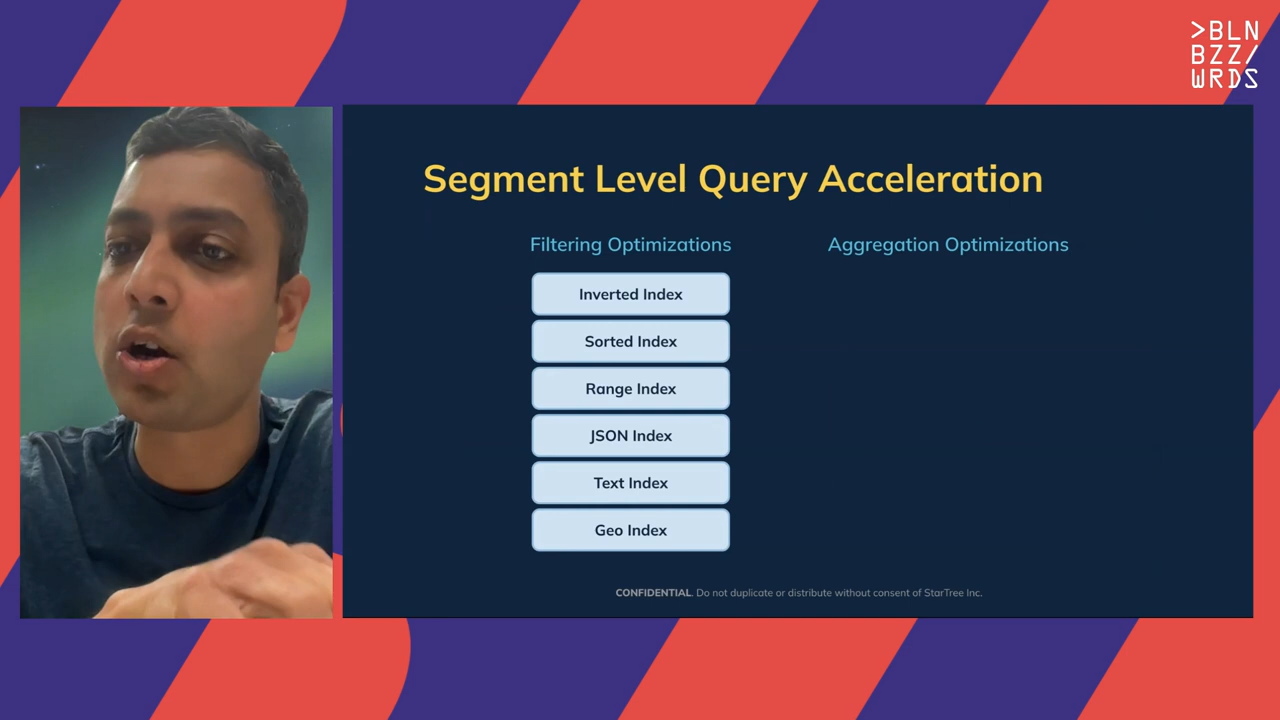 >BLN
BZZ/
WRDS
Segment Level Query Acceleration
Filtering Optimizations
Aggregation Optimizations
Inverted Index
Sorted Index
Range Index
JSON Index
Text Index
Geo Index
CONFIDENTIAL. Do not duplicate or distribute without consent of StarTree Inc.